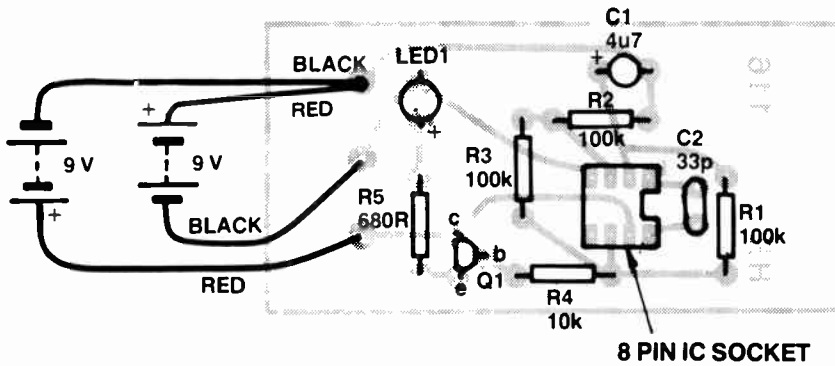 C1
4u7
+
BLACK
LED1
RED
+
R2
100k
C2
33p
9 V
9 V
R3
100k
+
R5
680R
BLACK
+
c
b
e
Q1
R1
100k
RED
R4
10k
8 PIN IC SOCKET